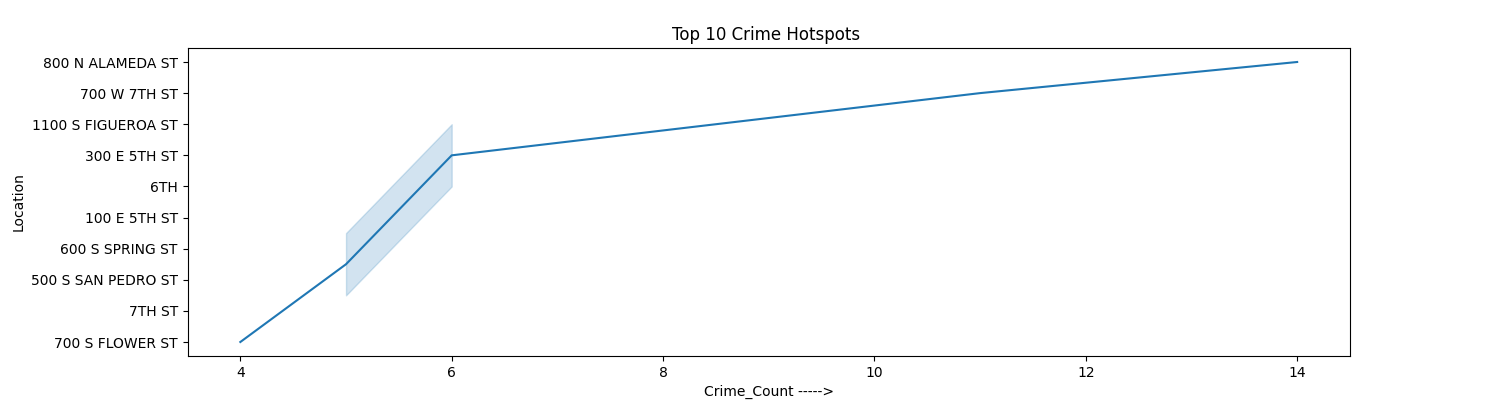 Top 10 Crime Hotspots
800 N ALAMEDA ST
700 W 7TH ST
1100 S FIGUEROA ST
300 E 5TH ST
6TH
100 E 5TH ST
600 S SPRING ST
500 S SAN PEDRO ST
7TH ST
700 S FLOWER ST
Location
4 6 8 10 12 14
Crime_Count ----->